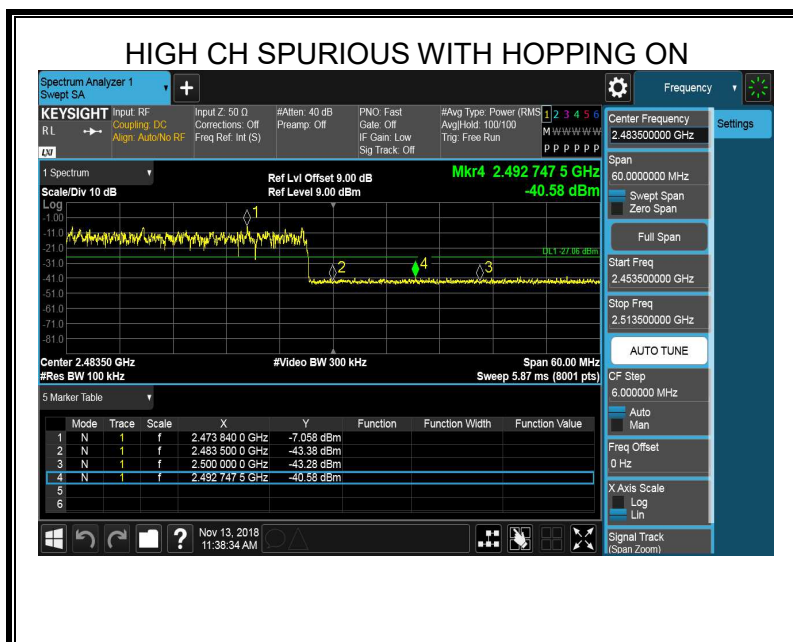 HIGH CH SPURIOUS WITH HOPPING ON
Spectrum Analyzer 1
Swept SA
+
Frequency
KEYSIGHT
RL
LXI
Input: RF
Coupling: DC
Align: Auto/No RF
Input Z: 50 Ω
Corrections: Off
Freq Ref: Int (S)
#Atten: 40 dB
Preamp: Off
PNO: Fast
Gate: Off
IF Gain: Low
Sig Track: Off
#Avg Type: Power (RMS
Avg|Hold: 100/100
Trig: Free Run
1 2 3 4 5 6
M W W W W W
P P P P P P
Center Frequency
2.483500000 GHz
Settings
1 Spectrum
Scale/Div 10 dB
Ref Lvl Offset 9.00 dB
Ref Level 9.00 dBm
Mkr4 2.492 747 5 GHz
-40.58 dBm
Span
60.0000000 MHz
Swept Span
Zero Span
Full Span
Start Freq
2.453500000 GHz
Stop Freq
2.513500000 GHz
AUTO TUNE
CF Step
6.000000 MHz
Auto
Man
Freq Offset
0 Hz
X Axis Scale
Log
Lin
Signal Track
(Span Zoom)
Log
-1.00
-11.0
-21.0
-31.0
-41.0
-51.0
-61.0
-71.0
-81.0
1
2
4
3
DL1 -27.06 dBm
Center 2.48350 GHz
#Res BW 100 kHz
#Video BW 300 kHz
Span 60.00 MHz
Sweep 5.87 ms (8001 pts)
5 Marker Table
Mode Trace Scale X Y Function Function Width Function Value
1 N 1 f 2.473 840 0 GHz -7.058 dBm
2 N 1 f 2.483 500 0 GHz -43.38 dBm
3 N 1 f 2.500 000 0 GHz -43.28 dBm
4 N 1 f 2.492 747 5 GHz -40.58 dBm
5
6
?
Nov 13, 2018
11:38:34 AM